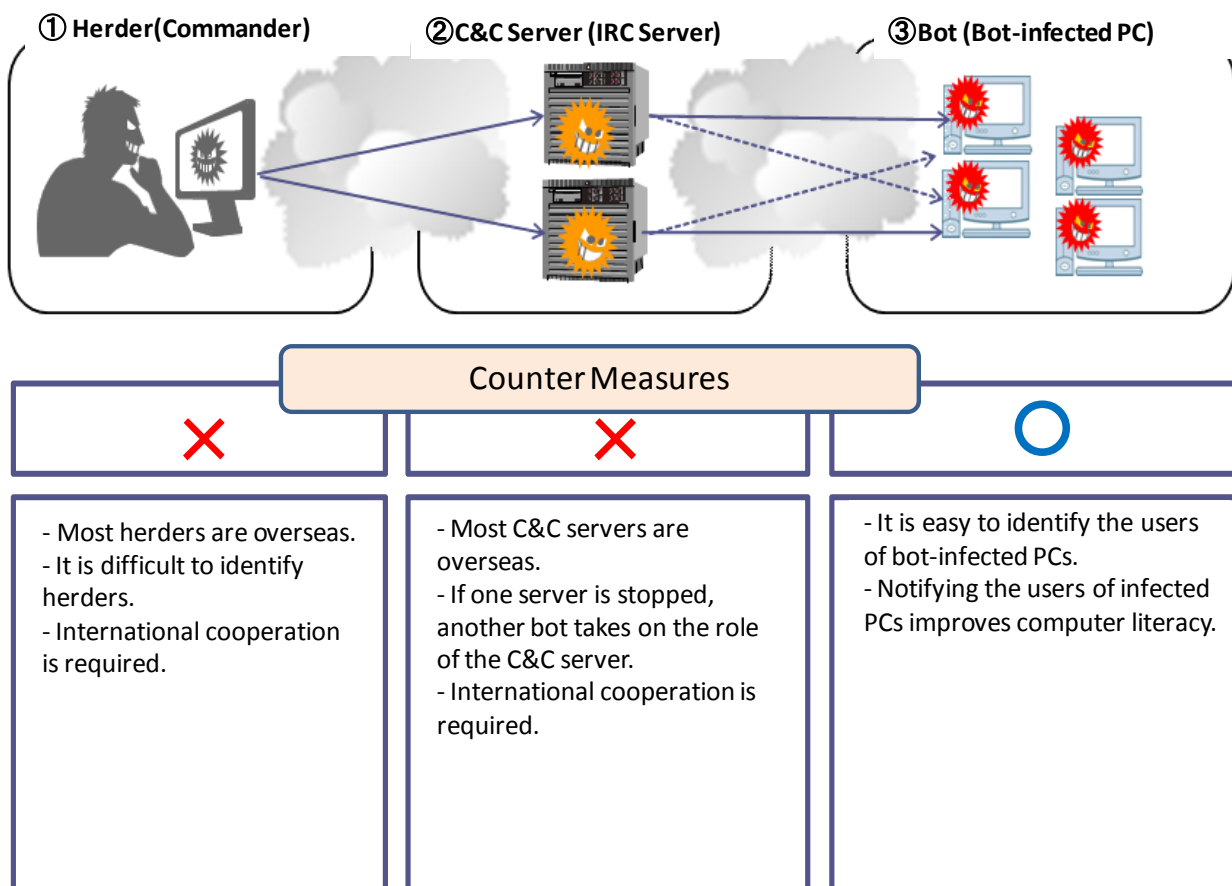 ① Herder(Commander)
②C&C Server (IRC Server)
③Bot (Bot-infected PC)
Counter Measures
- Most herders are overseas.
- It is difficult to identify
herders.
- International cooperation
is required.
- Most C&C servers are
overseas.
- If one server is stopped,
another bot takes on the role
of the C&C server.
- International cooperation is
required.
- It is easy to identify the users
of bot-infected PCs.
- Notifying the users of infected
PCs improves computer literacy.